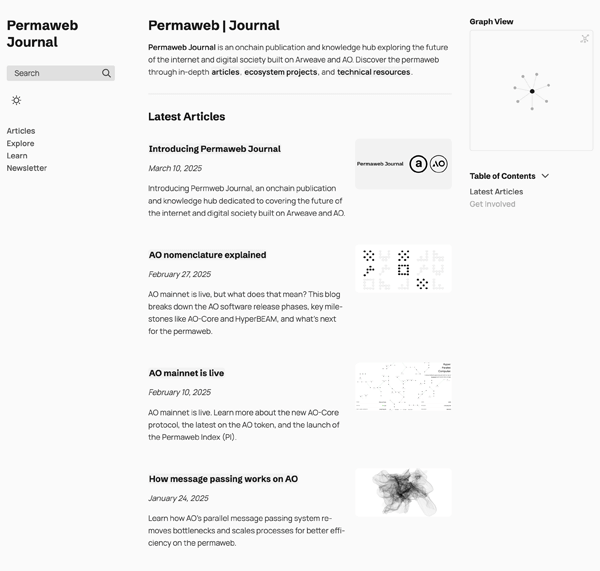 Permaweb
Journal
Search
Articles
Explore
Learn
Newsletter
Permaweb | Journal
Permaweb Journal is an onchain publication and knowledge hub exploring the future
of the internet and digital society built on Arweave and AO. Discover the permaweb
through in-depth articles, ecosystem projects, and technical resources.
Latest Articles
Introducing Permaweb Journal
March 10, 2025
Introducing Permweb Journal, an onchain publication
and knowledge hub dedicated to covering the future of
the internet and digital society built on Arweave and AO.
Permaweb Journal
a
AO
AO nomenclature explained
February 27, 2025
AO mainnet is live, but what does that mean? This blog
breaks down the AO software release phases, key mile-
stones like AO-Core and HyperBEAM, and what's next
for the permaweb.
AO mainnet is live
February 10, 2025
AO mainnet is live. Learn more about the new AO-Core
protocol, the latest on the AO token, and the launch of
the Permaweb Index (PI).
How message passing works on AO
January 24, 2025
Learn how AO's parallel message passing system re-
moves bottlenecks and scales processes for better effi-
ciency on the permaweb.
Graph View
Table of Contents
Latest Articles
Get Involved